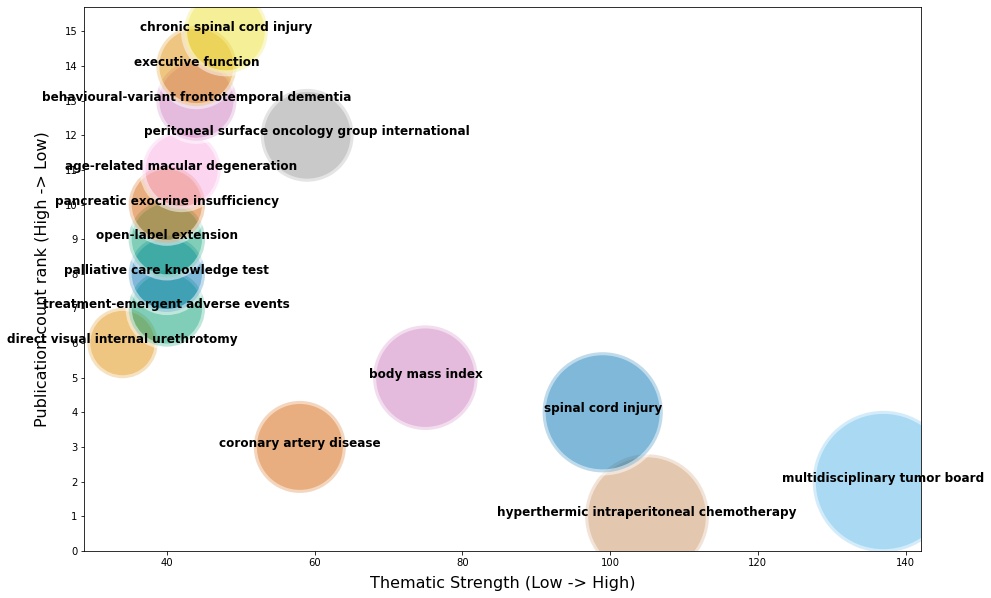 15
chronic spinal cord injury
14
executive function
13
behavioural-variant frontotemporal dementia
12
peritoneal surface oncology group international
11
age-related macular degeneration
10
pancreatic exocrine insufficiency
9
open-label extension
8
palliative care knowledge test
7
treatment-emergent adverse events
6
direct visual internal urethrotomy
5
body mass index
4
spinal cord injury
3
coronary artery disease
2
multidisciplinary tumor board
1
hyperthermic intraperitoneal chemotherapy
0
Publication count rank (High -> Low)
40 60 80 100 120 140
Thematic Strength (Low -> High)